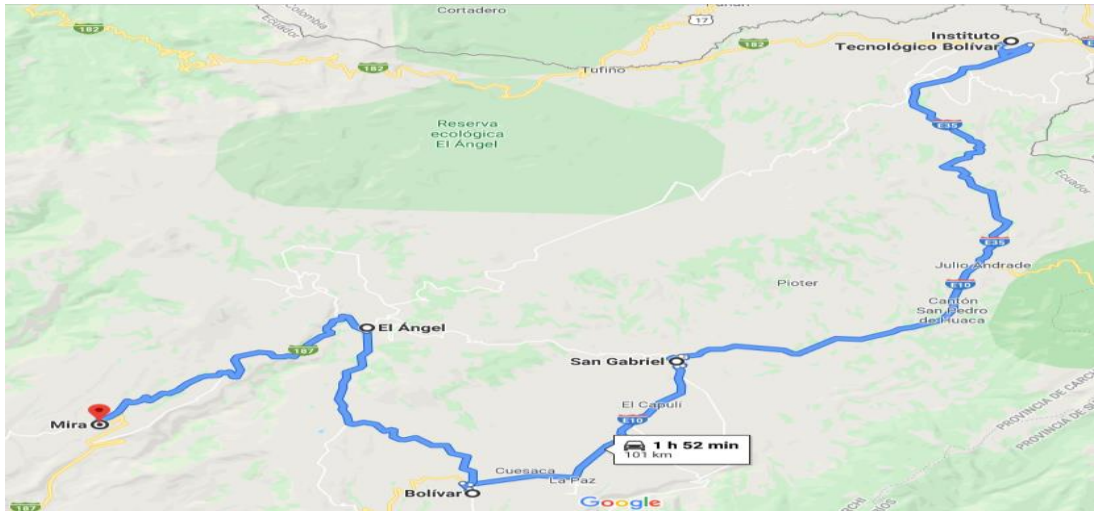 Cortadero
Colombia
Ecuador
17
182
182
182
Tufiño
Instituto
Tecnológico Bolívar
Reserva
ecológica
El Ángel
E35
Ecuador
E35
Julio Andrade
E10
Pioter
Cantón
San Pedro
de Huaca
El Ángel
187
San Gabriel
Mira
El Capulí
E10
1 h 52 min
101 km
Cuesaca
La Paz
Bolívar
Google
182
187
PROVINCIA DE CARCHI